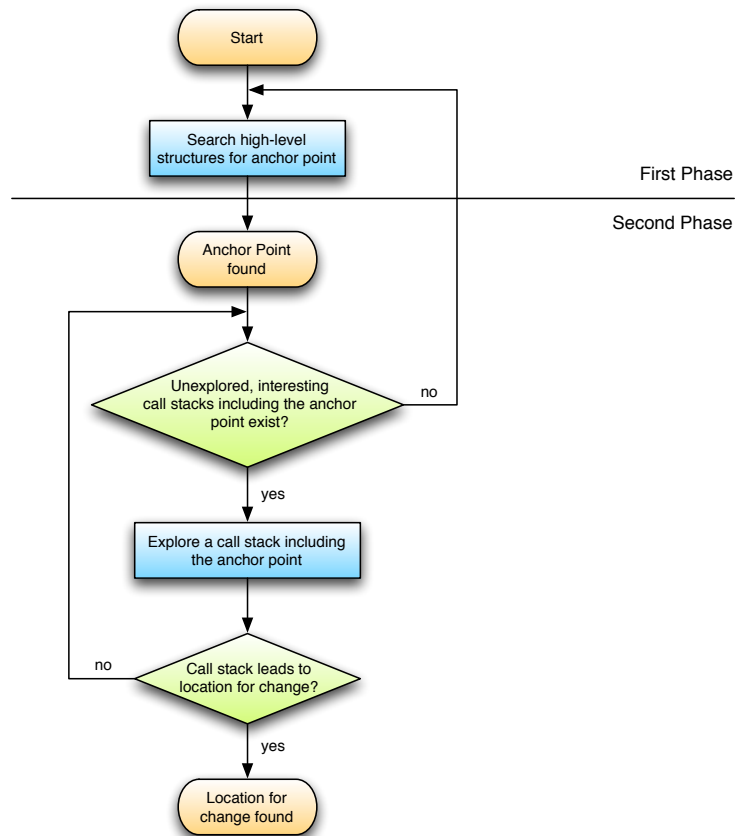 Start
Search high-level
structures for anchor point
First Phase
Second Phase
Anchor Point
found
Unexplored, interesting
call stacks including the anchor
point exist?
no
yes
Explore a call stack including
the anchor point
no
Call stack leads to
location for change?
yes
Location for
change found